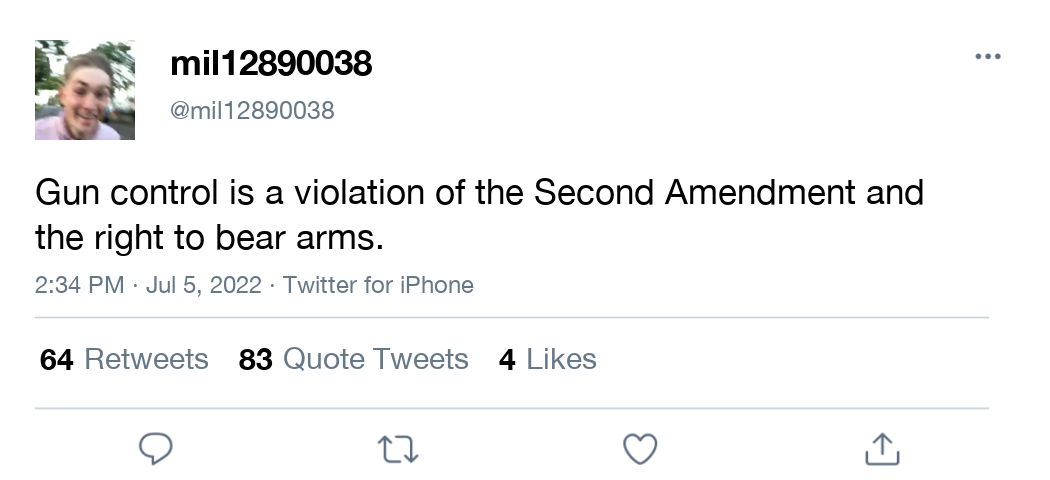 mil12890038
@mil12890038
Gun control is a violation of the Second Amendment and
the right to bear arms.
2:34 PM · Jul 5, 2022 · Twitter for iPhone
64 Retweets 83 Quote Tweets 4 Likes